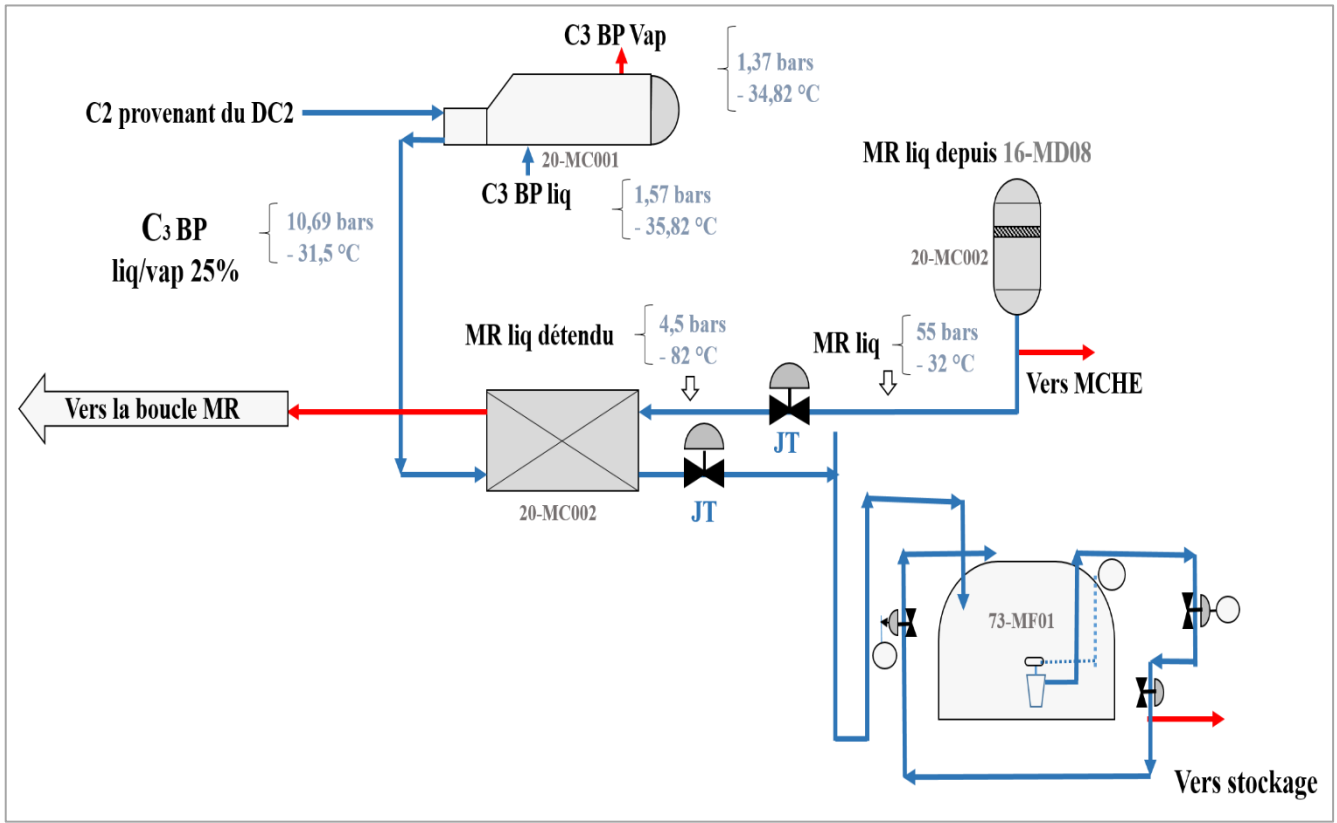 C3 BP Vap
1,37 bars
- 34,82 °C
C2 provenant du DC2
20-MC001
MR liq depuis 16-MD08
C3 BP liq
1,57 bars
- 35,82 °C
C3 BP
liq/vap 25%
10,69 bars
- 31,5 °C
20-MC002
MR liq détendu
4,5 bars
- 82 °C
MR liq
55 bars
- 32 °C
Vers MCHE
Vers la boucle MR
JT
JT
20-MC002
73-MF01
Vers stockage